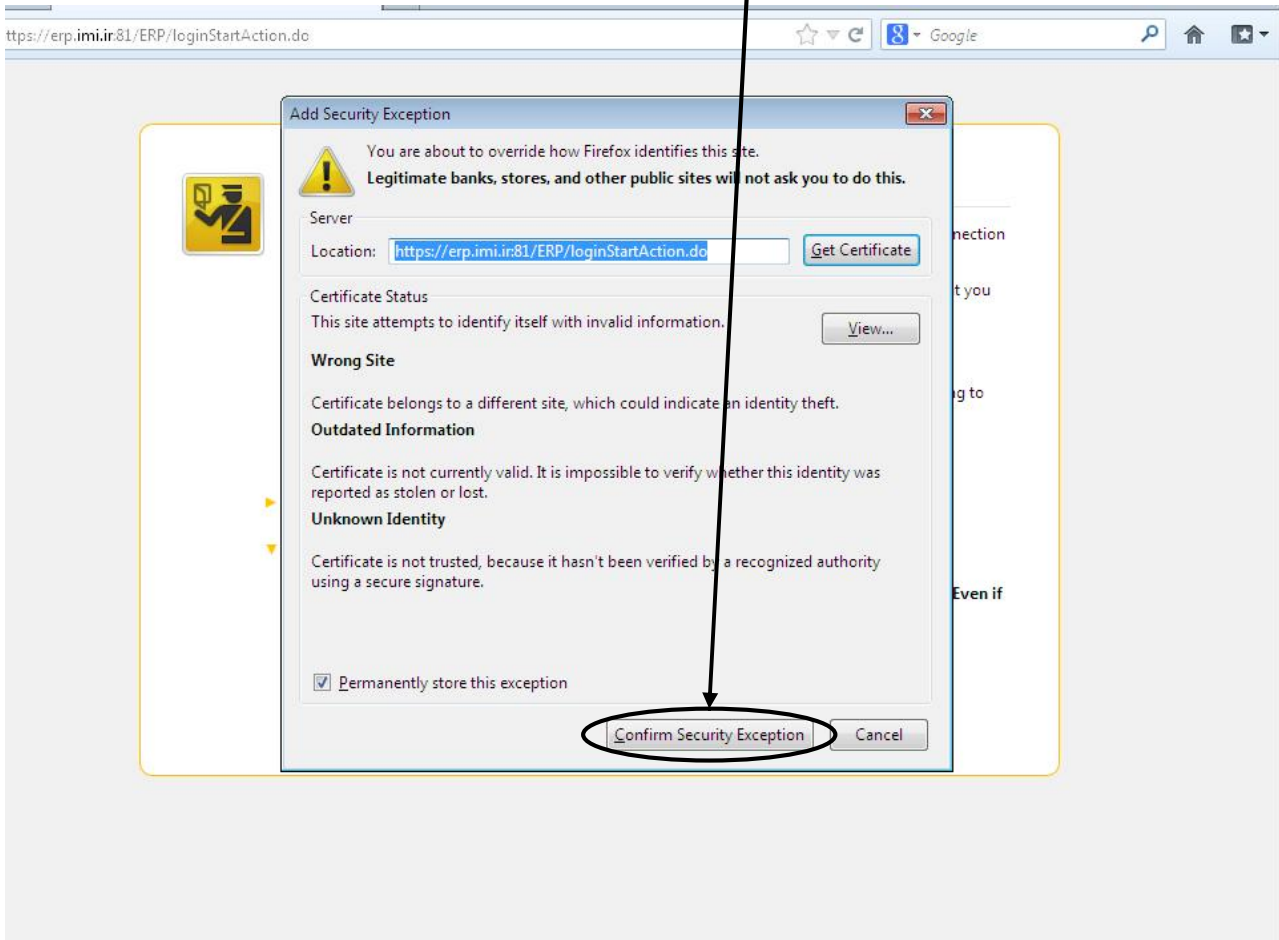 ttps://erp.imi.ir:81/ERP/loginStartAction.do
Google
Add Security Exception
You are about to override how Firefox identifies this site.
Legitimate banks, stores, and other public sites will not ask you to do this.
Server
Location: https://erp.imi.ir:81/ERP/loginStartAction.do Get Certificate
nection
Certificate Status
t you
This site attempts to identify itself with invalid information.
View...
Wrong Site
Certificate belongs to a different site, which could indicate an identity theft.
g to
Outdated Information
Certificate is not currently valid. It is impossible to verify whether this identity was
reported as stolen or lost.
Unknown Identity
Certificate is not trusted, because it hasn't been verified by a recognized authority
using a secure signature.
Even if
Permanently store this exception
Confirm Security Exception Cancel